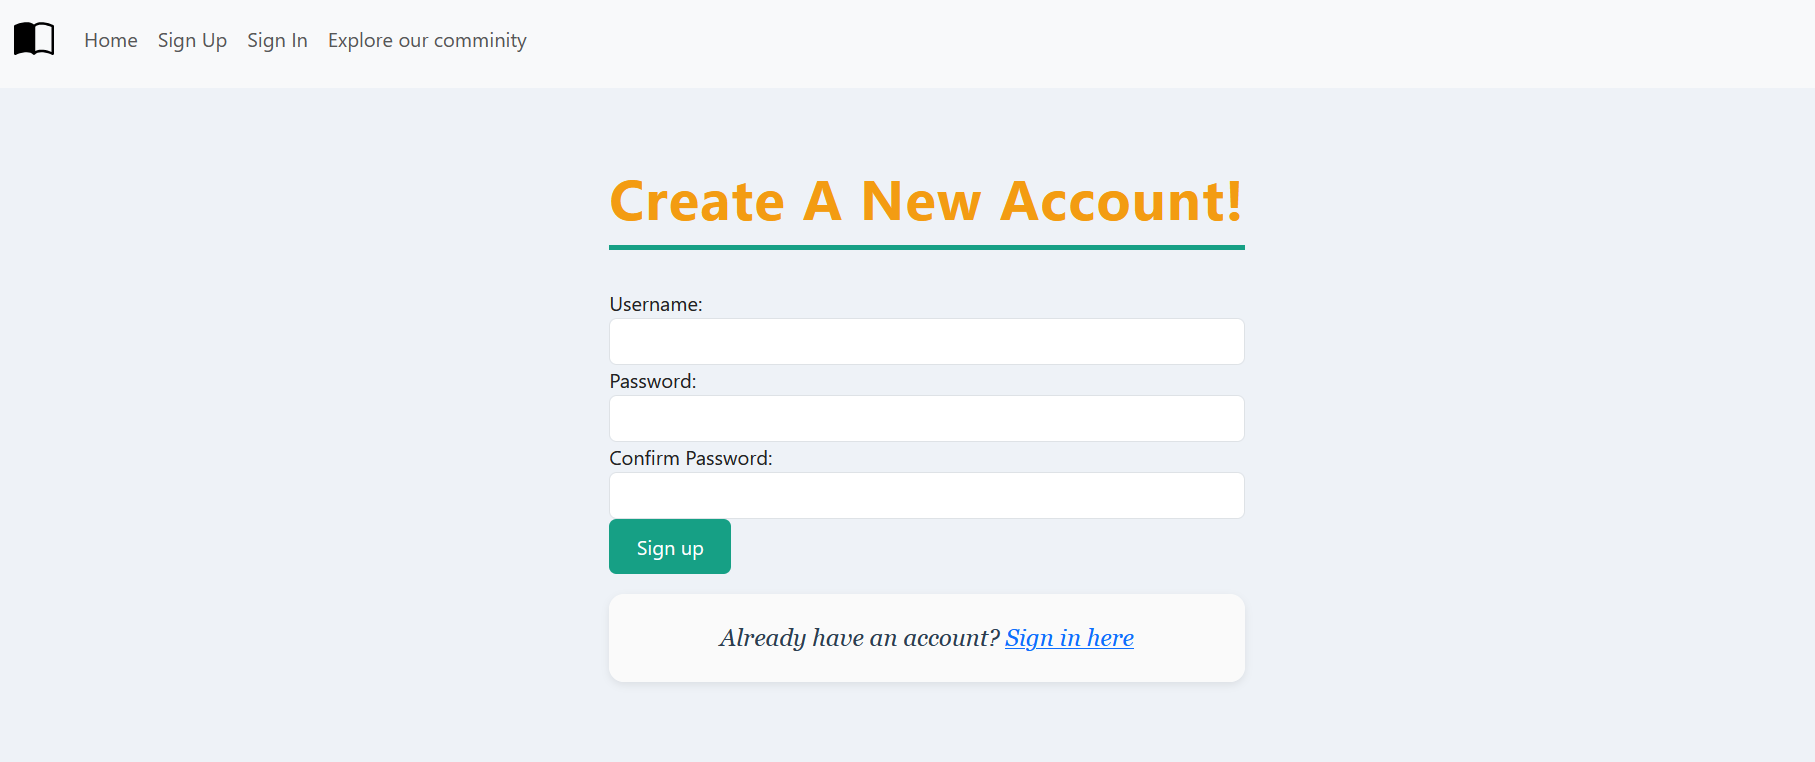 Home Sign Up Sign In Explore our comminity
Create A New Account!
Username:
Password:
Confirm Password:
Sign up
Already have an account? Sign in here